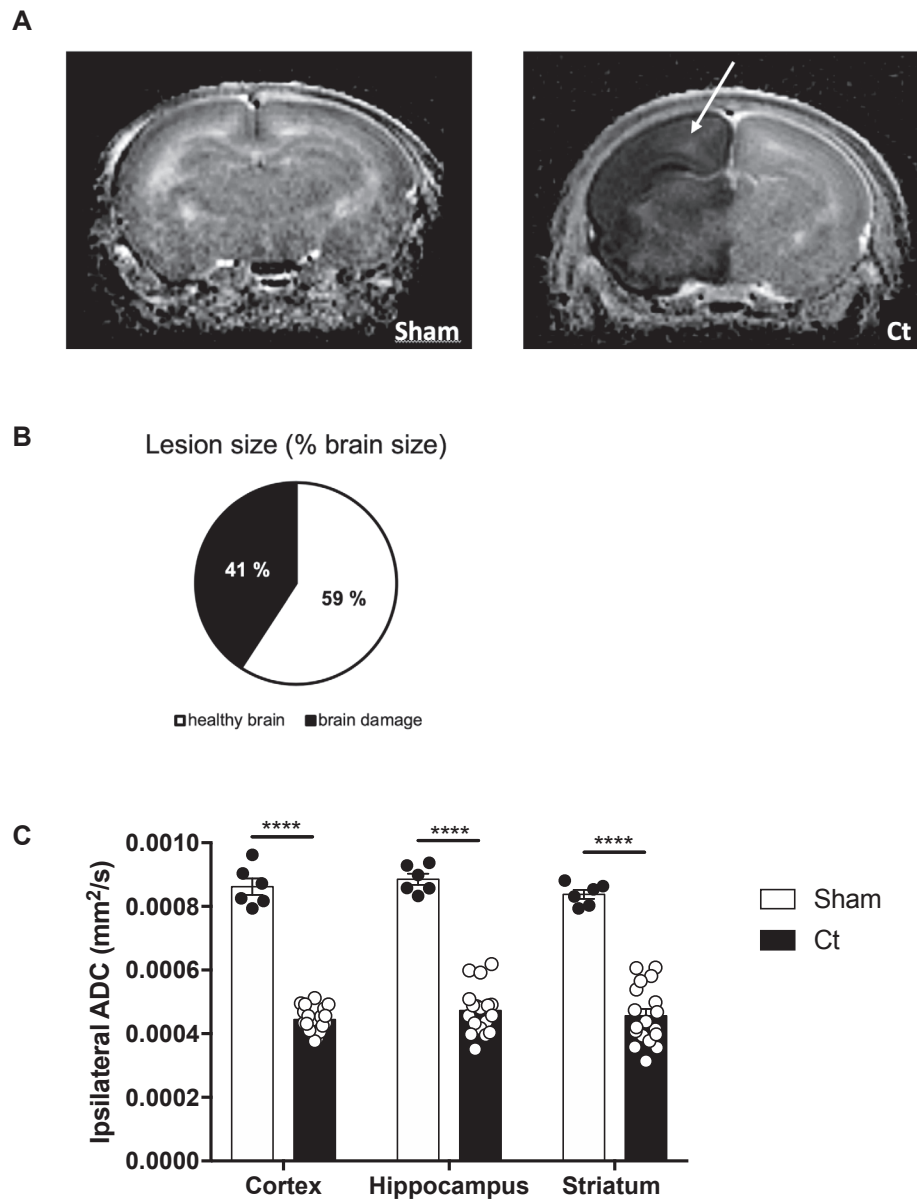 A
Sham
Ct
B
Lesion size (% brain size)
41 %
59 %
healthy brain brain damage
C
Ipsilateral ADC (mm²/s)
0.0010
0.0008
0.0006
0.0004
0.0002
0.0000
****
****
****
Cortex Hippocampus Striatum
Sham
Ct